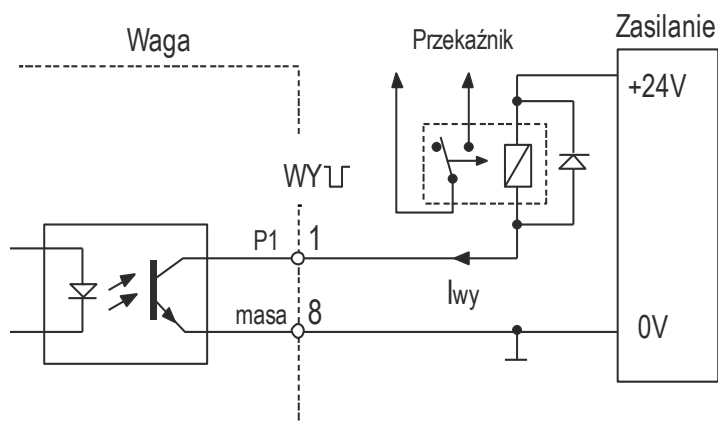 Waga
Przekaźnik
Zasilanie
+24V
WY
P1
1
Iwy
masa
8
0V